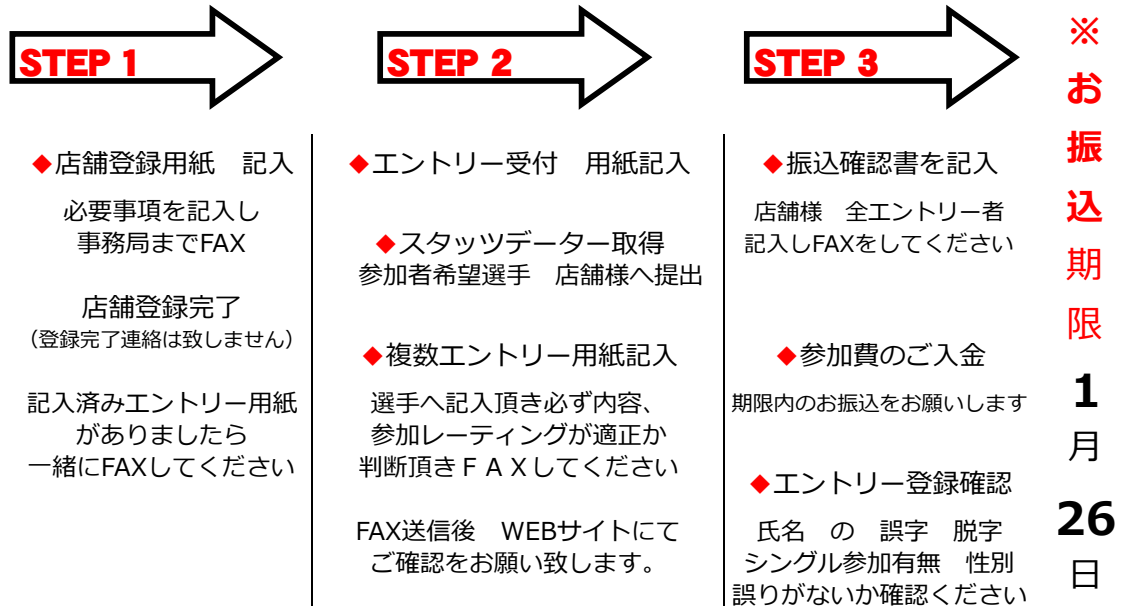 STEP 1
◆店舗登録用紙　記入
必要事項を記入し
事務局までFAX
店舗登録完了
（登録完了連絡は致しません）
記入済みエントリー用紙
がありましたら
一緒にFAXしてください
STEP 2
◆エントリー受付　用紙記入
◆スタッツデーター取得
参加者希望選手　店舗様へ提出
◆複数エントリー用紙記入
選手へ記入頂き必ず内容、
参加レーティングが適正か
判断頂きＦＡＸしてください
FAX送信後　WEBサイトにて
ご確認をお願い致します。
STEP 3
◆振込確認書を記入
店舗様　全エントリー者
記入しFAXをしてください
◆参加費のご入金
期限内のお振込をお願いします
◆エントリー登録確認
氏名　の　誤字　脱字
シングル参加有無　性別
誤りがないか確認ください
※お振込期限1月26日